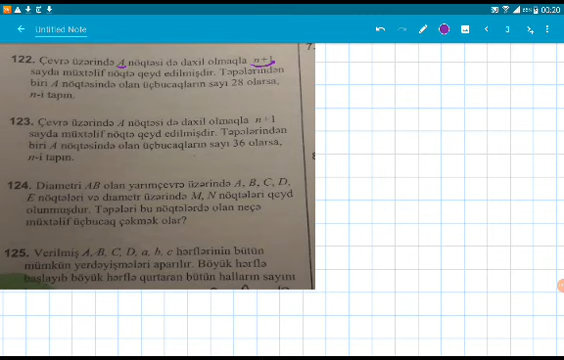 00:20
Untitled Note
122. Çevrə üzərində A nöqtəsi də daxil olmaqla n+1
sayda müxtəlif nöqtə qeyd edilmişdir. Təpələrindən
biri A nöqtəsində olan üçbucaqların sayı 28 olarsa,
n-i tapın.
123. Çevrə üzərində A nöqtəsi də daxil olmaqla n+1
sayda müxtəlif nöqtə qeyd edilmişdir. Təpələrindən
biri A nöqtəsində olan üçbucaqların sayı 36 olarsa,
n-i tapın.
124. Diametri AB olan yarımçevrə üzərində A, B, C, D,
E nöqtələri və diametr üzərində M, N nöqtələri qeyd
olunmuşdur. Təpələri bu nöqtələrdə olan neçə
müxtəlif üçbucaq çəkmək olar?
125. Verilmiş A, B, C, D, a, b, c hərflərinin bütün
mümkün yerdəyişmələri aparılır. Böyük hərflə
başlayıb böyük hərflə qurtaran bütün halların sayını
7.